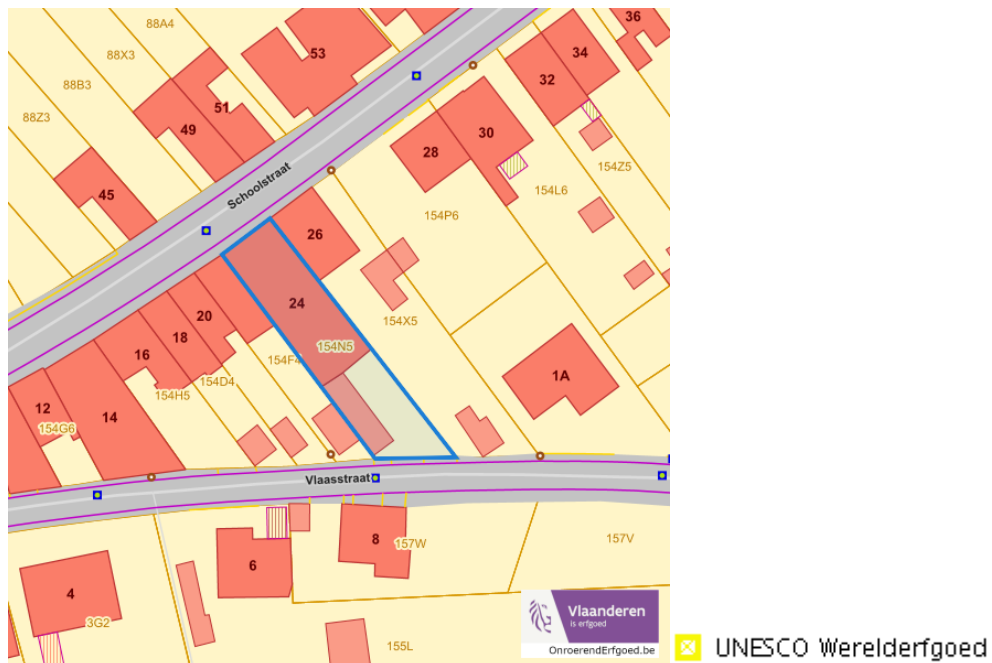 88A4
36
88X3
53
34
88B3
32
51
88Z3
49
30
28
154Z5
45
Schoolstraat
154L6
154P6
26
24
20
154X5
18
154N5
16
154F4
1A
154D4
154H5
12
14
154G6
Vlaasstraat
8
157W
157V
6
4
3G2
155L
Vlaanderen
is erfgoed
OnroerendErfgoed.be
UNESCO Werelderfgoed